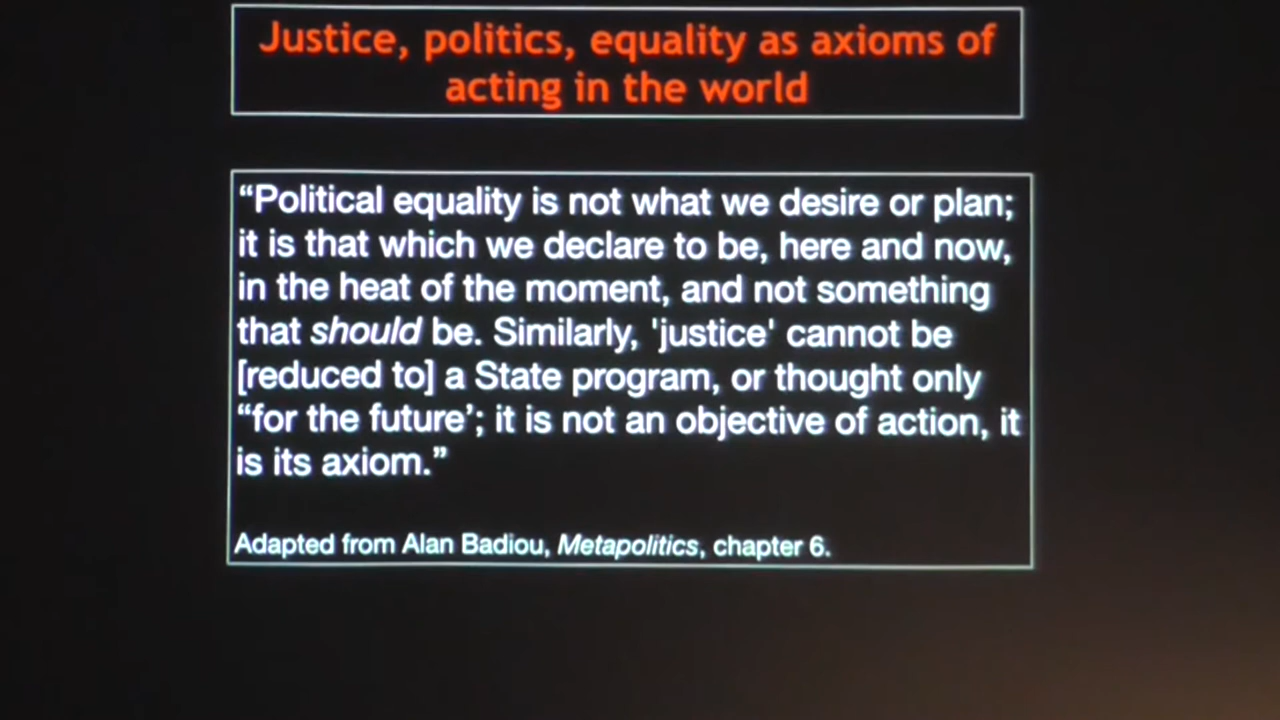 Justice, politics, equality as axioms of
acting in the world
“Political equality is not what we desire or plan;
it is that which we declare to be, here and now,
in the heat of the moment, and not something
that should be. Similarly, 'justice' cannot be
[reduced to] a State program, or thought only
“for the future’; it is not an objective of action, it
is its axiom.”
Adapted from Alan Badiou, Metapolitics, chapter 6.